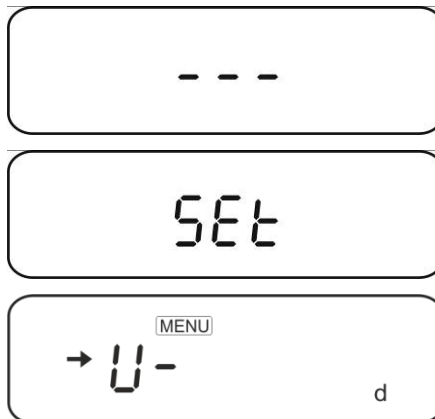 ---
SEt
MENU
→ U-
d